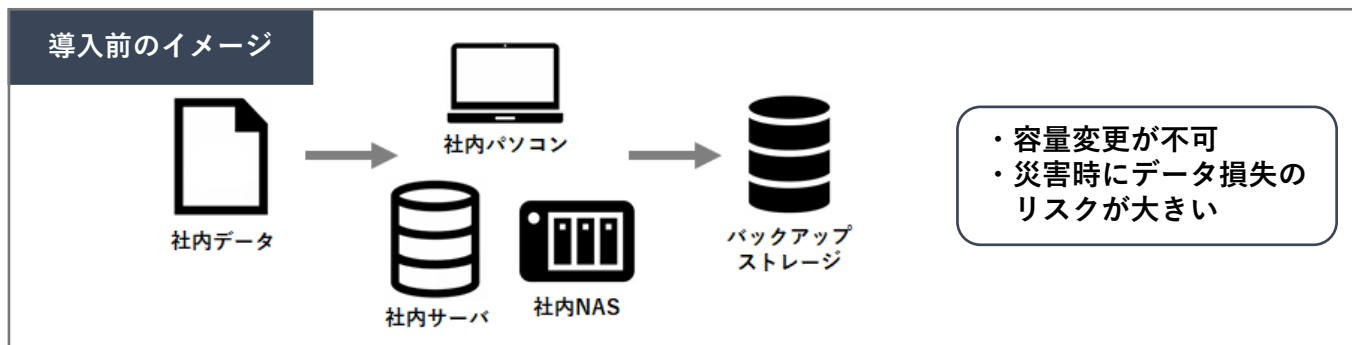 導入前のイメージ
社内データ
社内パソコン
社内サーバ
社内NAS
バックアップ
ストレージ
・容量変更が不可
・災害時にデータ損失の
リスクが大きい